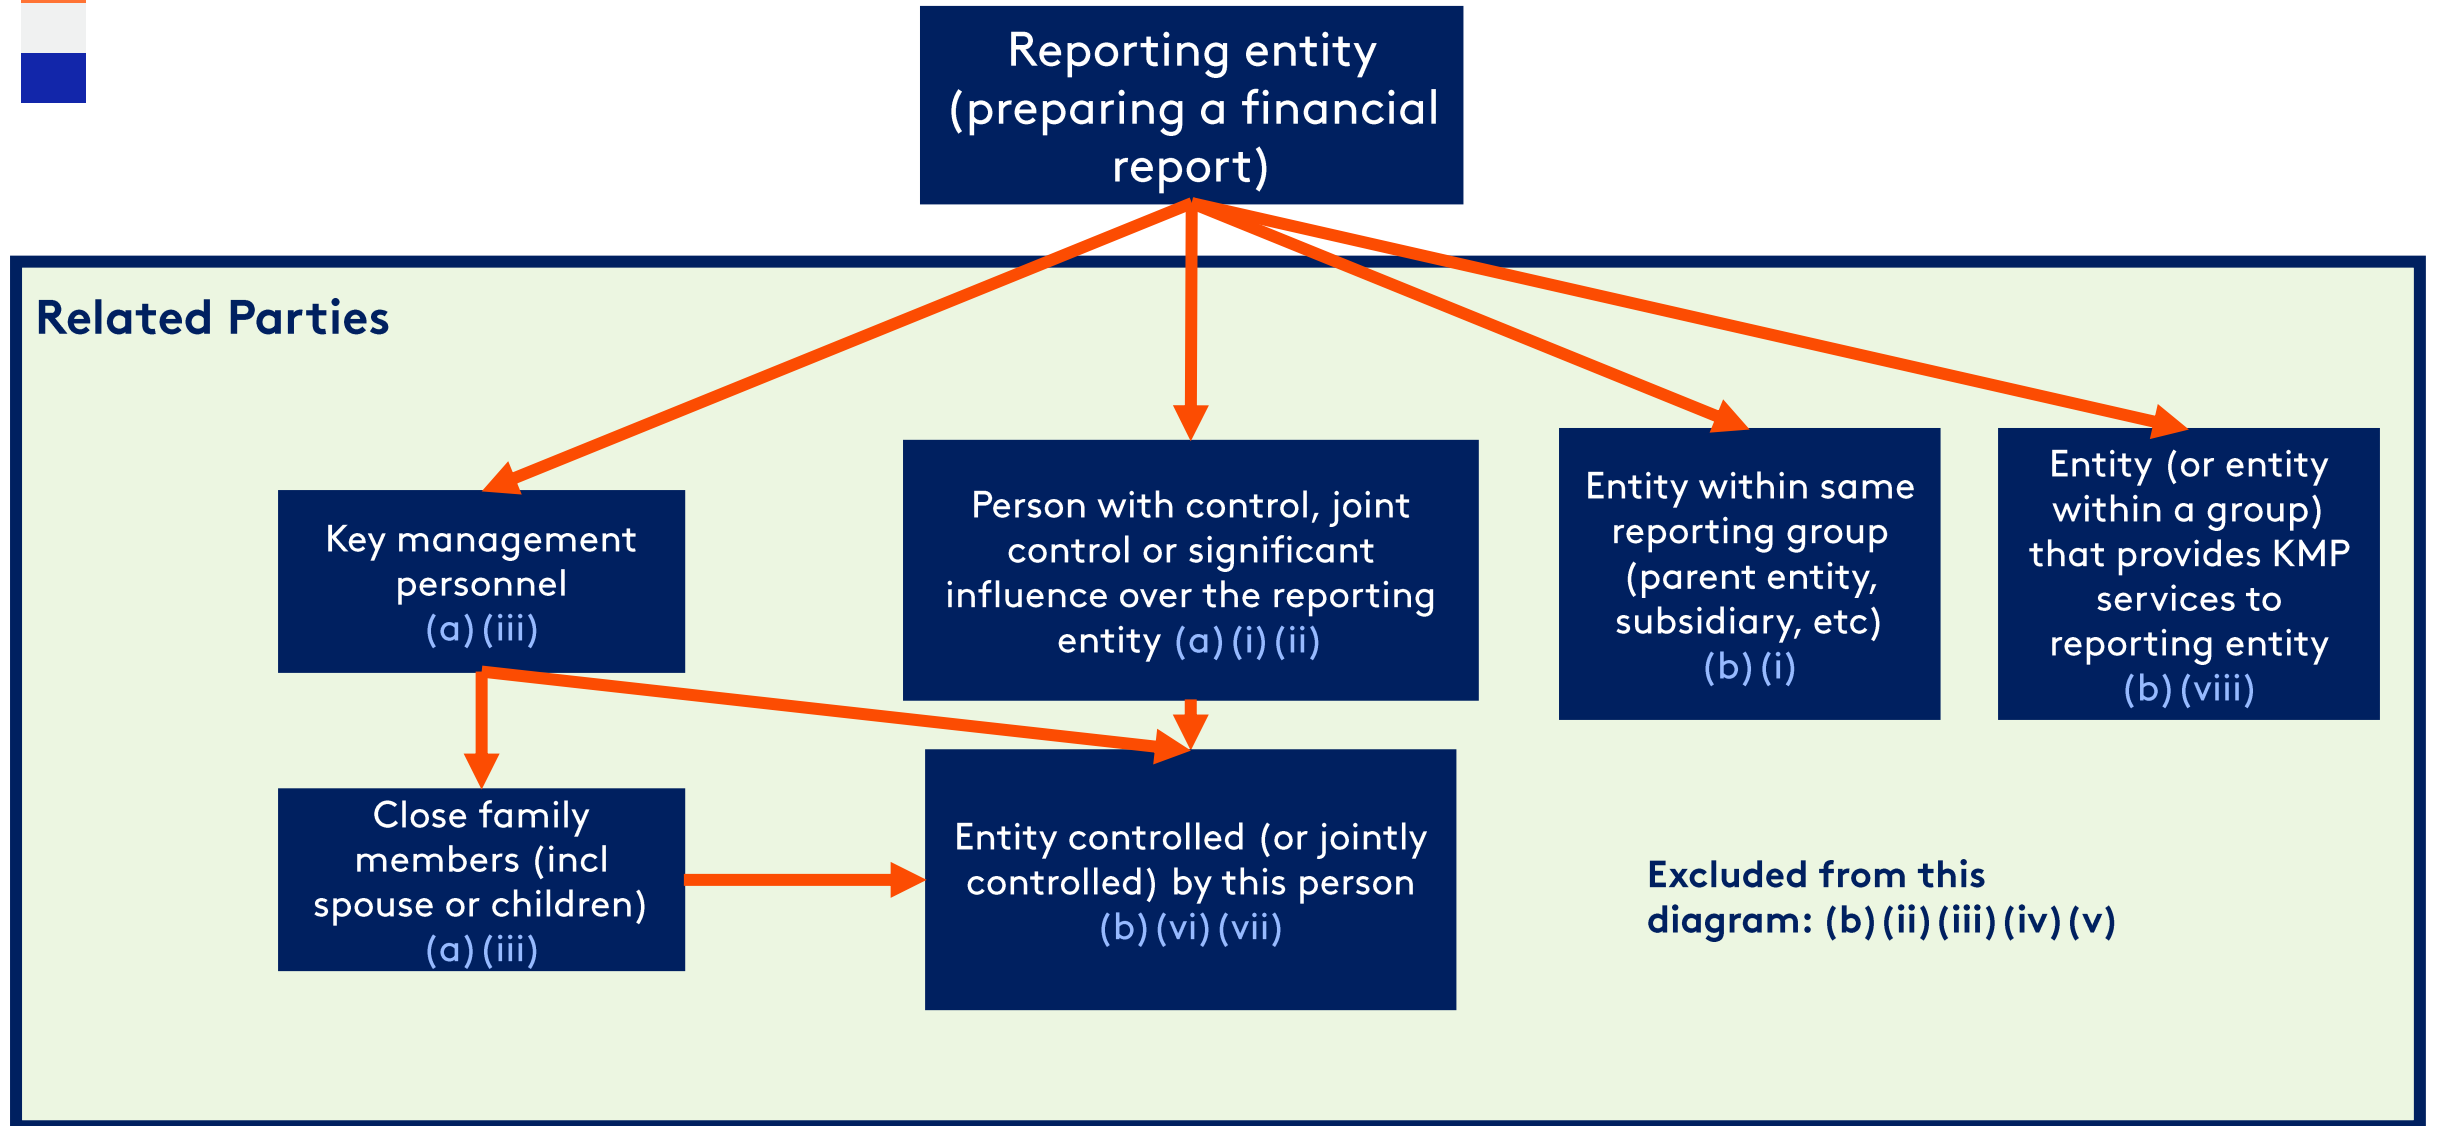 Reporting entity
(preparing a financial
report)
Related Parties
Key management
personnel
(a)(iii)
Person with control, joint
control or significant
influence over the reporting
entity (a)(i)(ii)
Entity within same
reporting group
(parent entity,
subsidiary, etc)
(b)(i)
Entity (or entity
within a group)
that provides KMP
services to
reporting entity
(b)(viii)
Close family
members (incl
spouse or children)
(a)(iii)
Entity controlled (or jointly
controlled) by this person
(b)(vi)(vii)
Excluded from this
diagram: (b)(ii)(iii)(iv)(v)